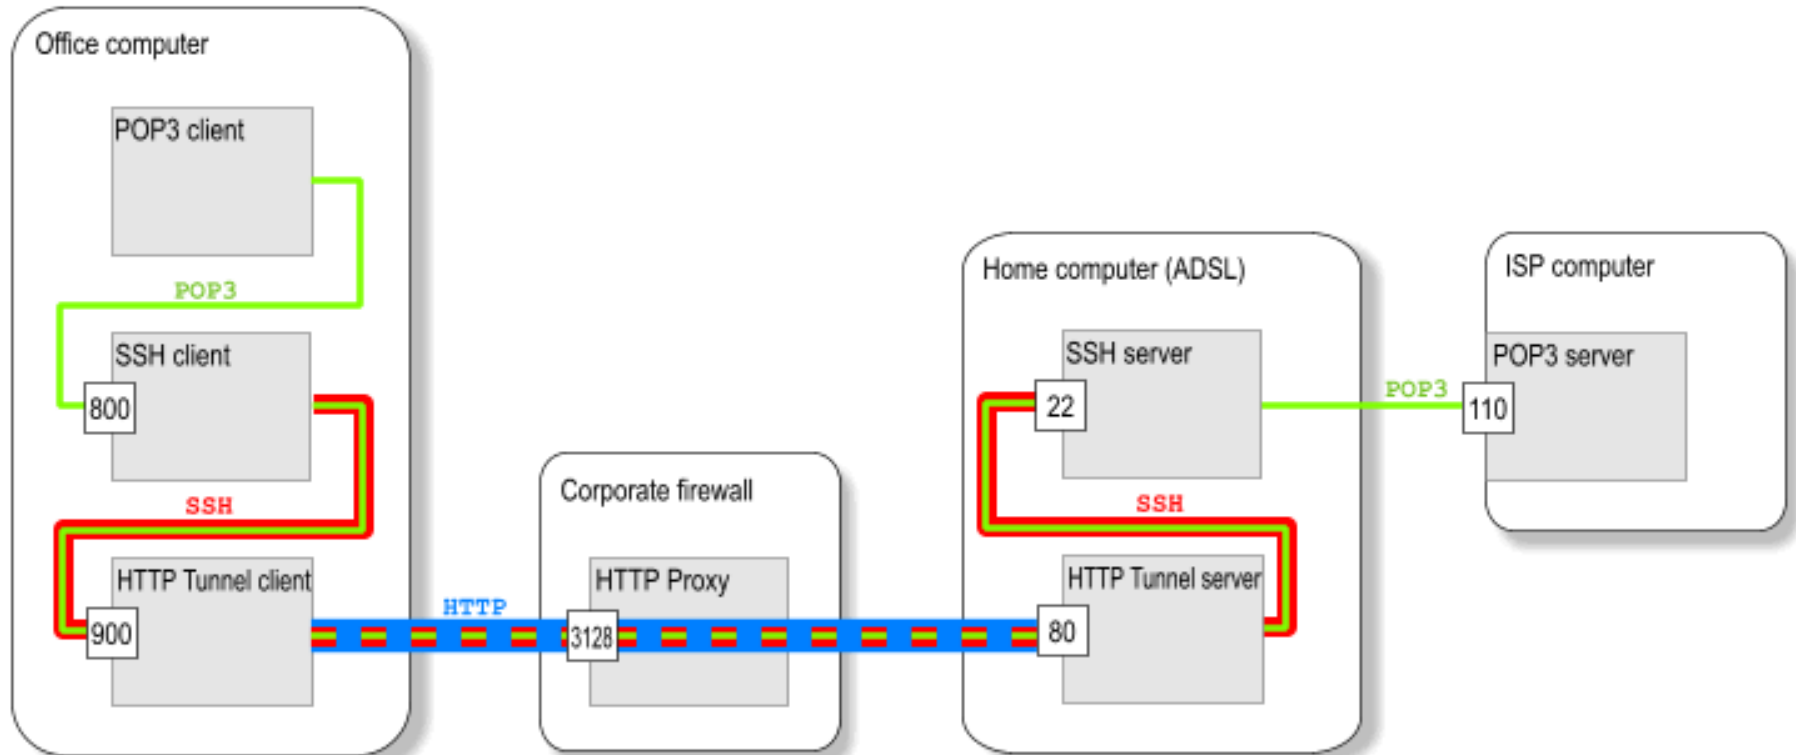 Office computer
POP3 client
POP3
SSH client
800
SSH
HTTP Tunnel client
900
HTTP
Corporate firewall
HTTP Proxy
3128
Home computer (ADSL)
SSH server
22
SSH
HTTP Tunnel server
80
POP3
ISP computer
POP3 server
110